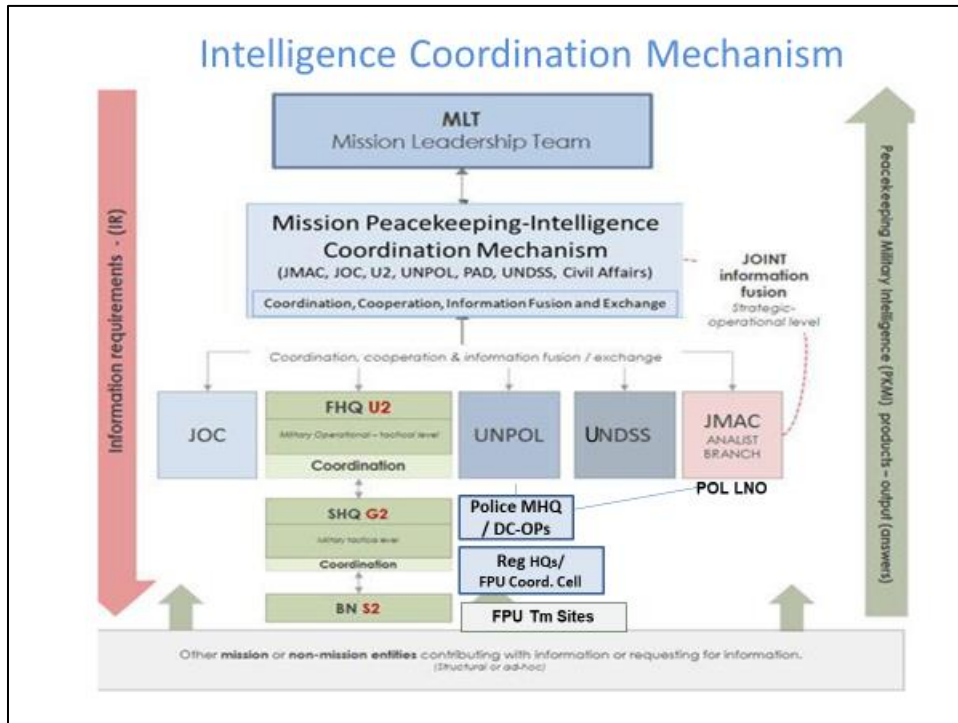 Intelligence Coordination Mechanism
MLT
Mission Leadership Team
Information requirements - (IR)
Peacekeeping Military Intelligence (PKMI) products – output (answers)
Mission Peacekeeping-Intelligence
Coordination Mechanism
(JMAC, JOC, U2, UNPOL, PAD, UNDSS, Civil Affairs)
Coordination, Cooperation, Information Fusion and Exchange
JOINT
information
fusion
Strategic-
operational level
Coordination, cooperation & information fusion / exchange
JOC
FHQ U2
Military Operational – tactical level
Coordination
UNPOL
UNDSS
JMAC
ANALIST
BRANCH
POL LNO
SHQ G2
Military tactical level
Coordination
Police MHQ
/ DC-OPs
Reg HQs/
FPU Coord. Cell
BN S2
FPU Tm Sites
Other mission or non-mission entities contributing with information or requesting for information.
(Structural or ad-hoc)